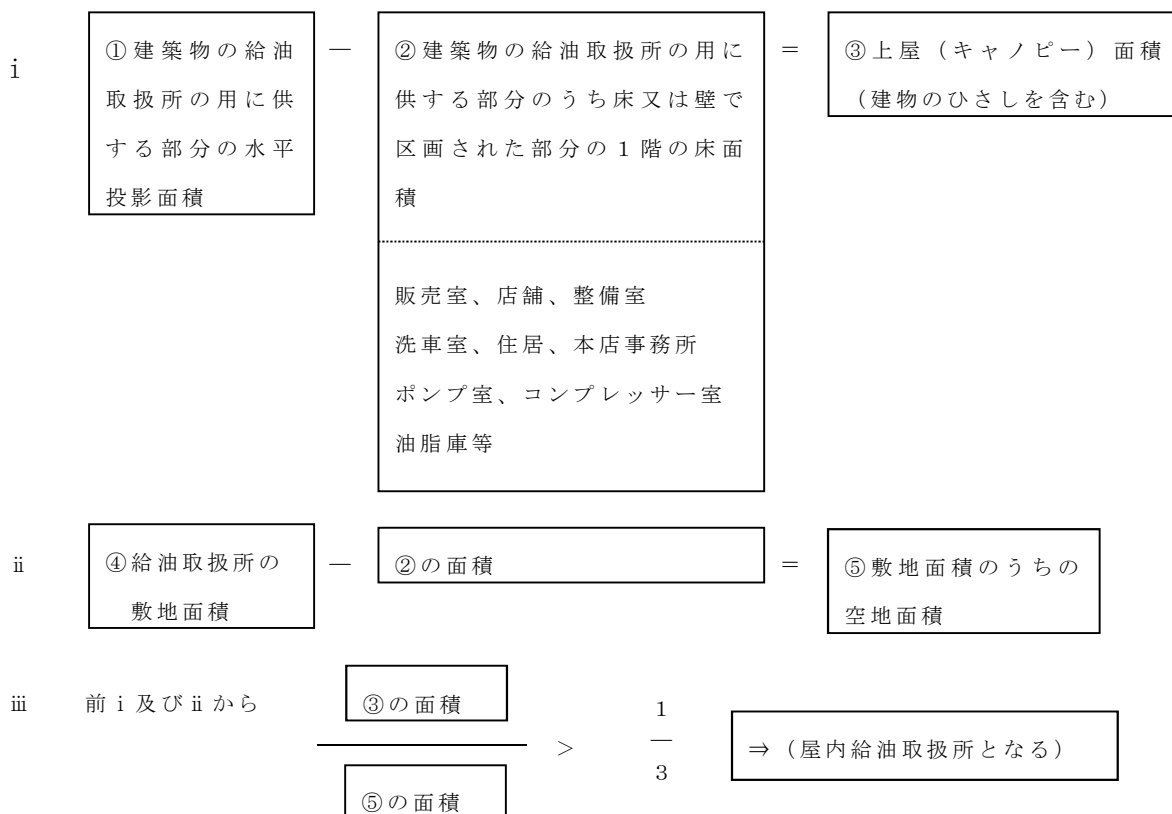 ⅰ
①建築物の給油
取扱所の用に供
する部分の水平
投影面積
―
②建築物の給油取扱所の用に
供する部分のうち床又は壁で
区画された部分の1階の床面
積
販売室、店舗、整備室
洗車室、住居、本店事務所
ポンプ室、コンプレッサー室
油脂庫等
=
③上屋(キャノピー)面積
(建物のひさしを含む)
ⅱ
④給油取扱所の
敷地面積
―
②の面積
=
⑤敷地面積のうちの
空地面積
ⅲ 前ⅰ及びⅱから
③の面積
⑤の面積
>
1
―
3
⇒(屋内給油取扱所となる)